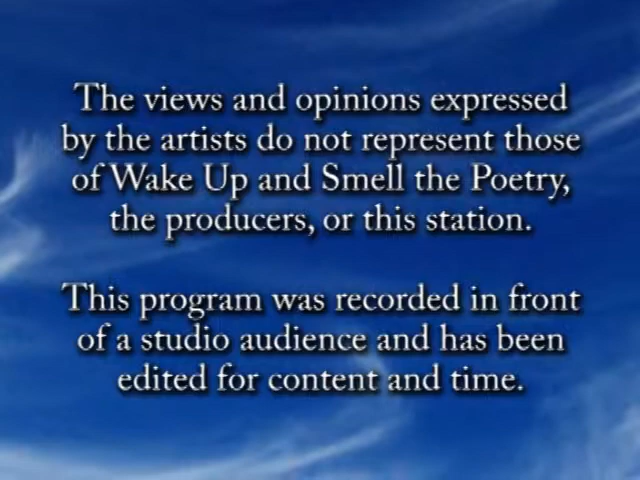 The views and opinions expressed
by the artists do not represent those
of Wake Up and Smell the Poetry,
the producers, or this station.
This program was recorded in front
of a studio audience and has been
edited for content and time.